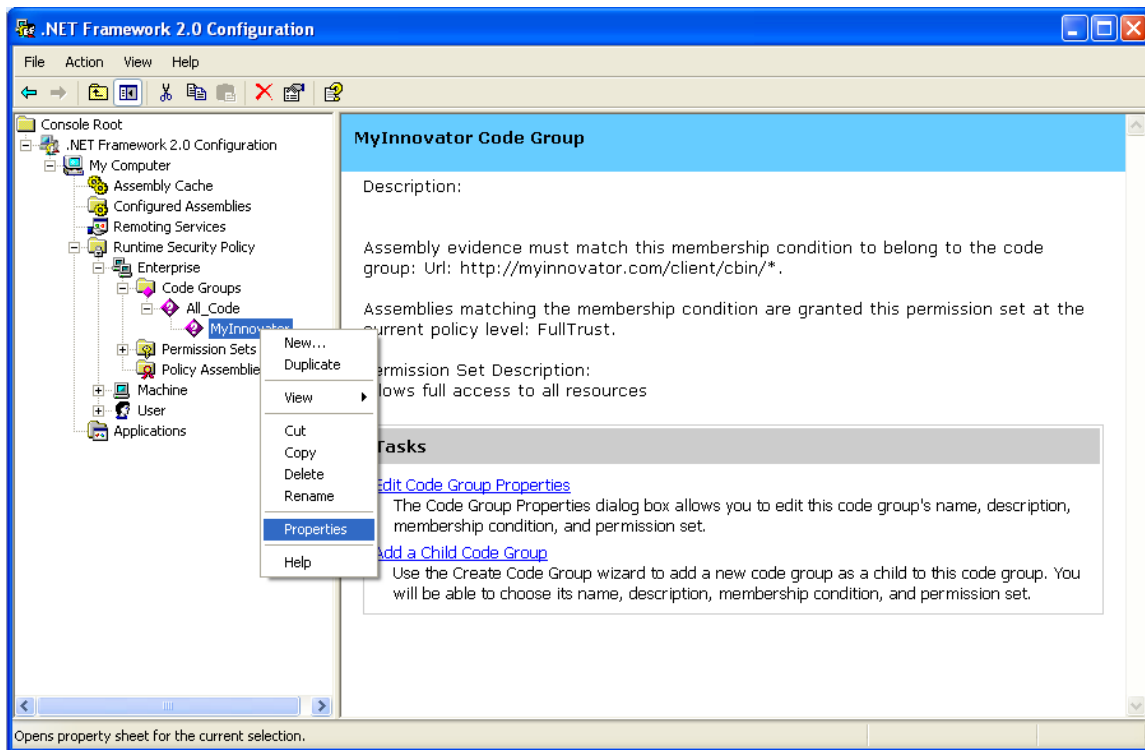 .NET Framework 2.0 Configuration
File Action View Help
Console Root
.NET Framework 2.0 Configuration
My Computer
Assembly Cache
Configured Assemblies
Remoting Services
Runtime Security Policy
Enterprise
Code Groups
All_Code
MyInnovator
Permission Sets
Policy Assemblie
Machine
User
Applications
New...
Duplicate
View
Cut
Copy
Delete
Rename
Properties
Help
MyInnovator Code Group
Description:
Assembly evidence must match this membership condition to belong to the code
group: Url: http://myinnovator.com/client/cbin/*.
Assemblies matching the membership condition are granted this permission set at the
current policy level: FullTrust.
ermission Set Description:
llows full access to all resources
Tasks
Edit Code Group Properties
The Code Group Properties dialog box allows you to edit this code group's name, description,
membership condition, and permission set.
Add a Child Code Group
Use the Create Code Group wizard to add a new code group as a child to this code group. You
will be able to choose its name, description, membership condition, and permission set.
Opens property sheet for the current selection.